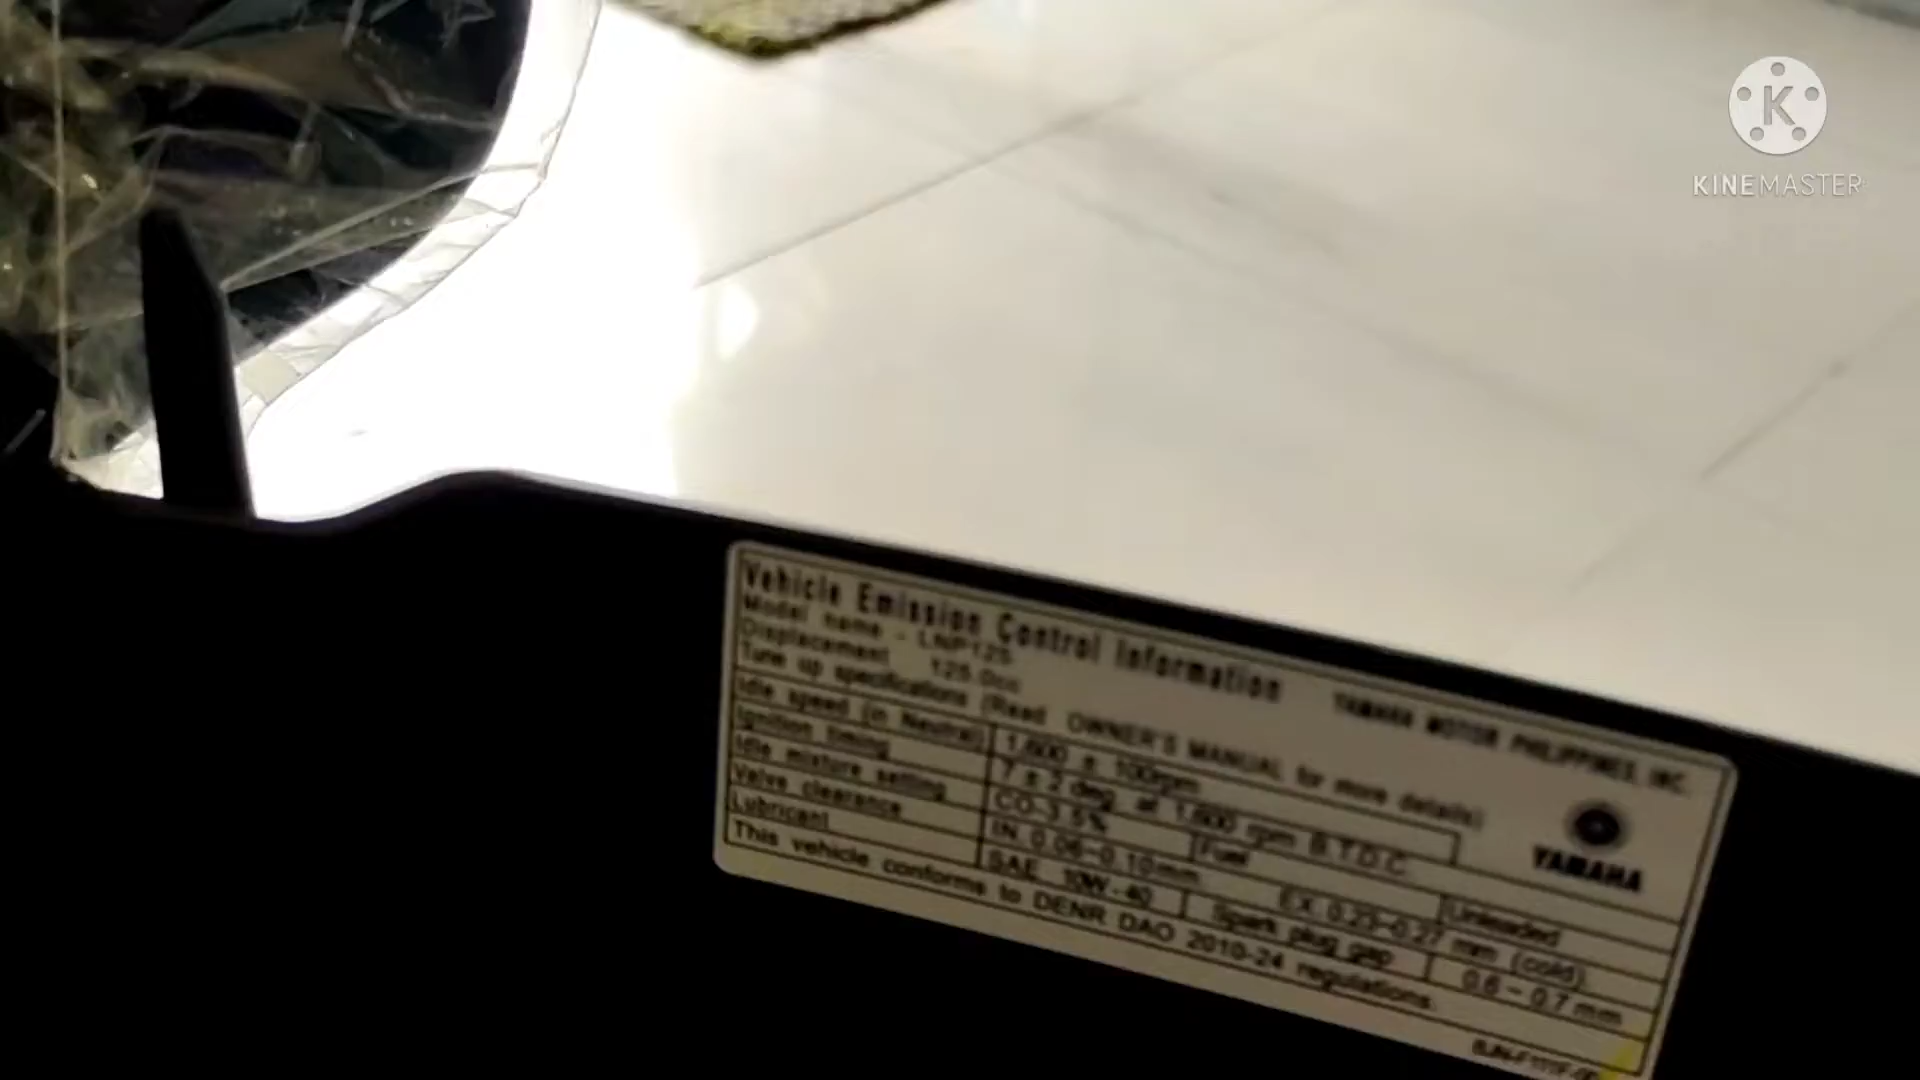 KINEMASTER
Vehicle Emission Control Information
YAMAHA MOTOR PHILIPPINES, INC.
Model name - LNP125
Displacement 125.0cc
Tune up specifications (Read OWNER'S MANUAL for more details)
Idle speed (in Neutral) 1,600 ± 100rpm
Ignition timing 7 ± 2 deg. at 1,600 rpm B.T.D.C.
Idle mixture setting CO-3.5% Fuel Unleaded
Valve clearance IN. 0.06~0.10mm EX. 0.23~0.27 mm (cold).
Lubricant SAE 10W-40 Spark plug gap 0.6 ~ 0.7 mm
This vehicle conforms to DENR DAO 2010-24 regulations.
YAMAHA